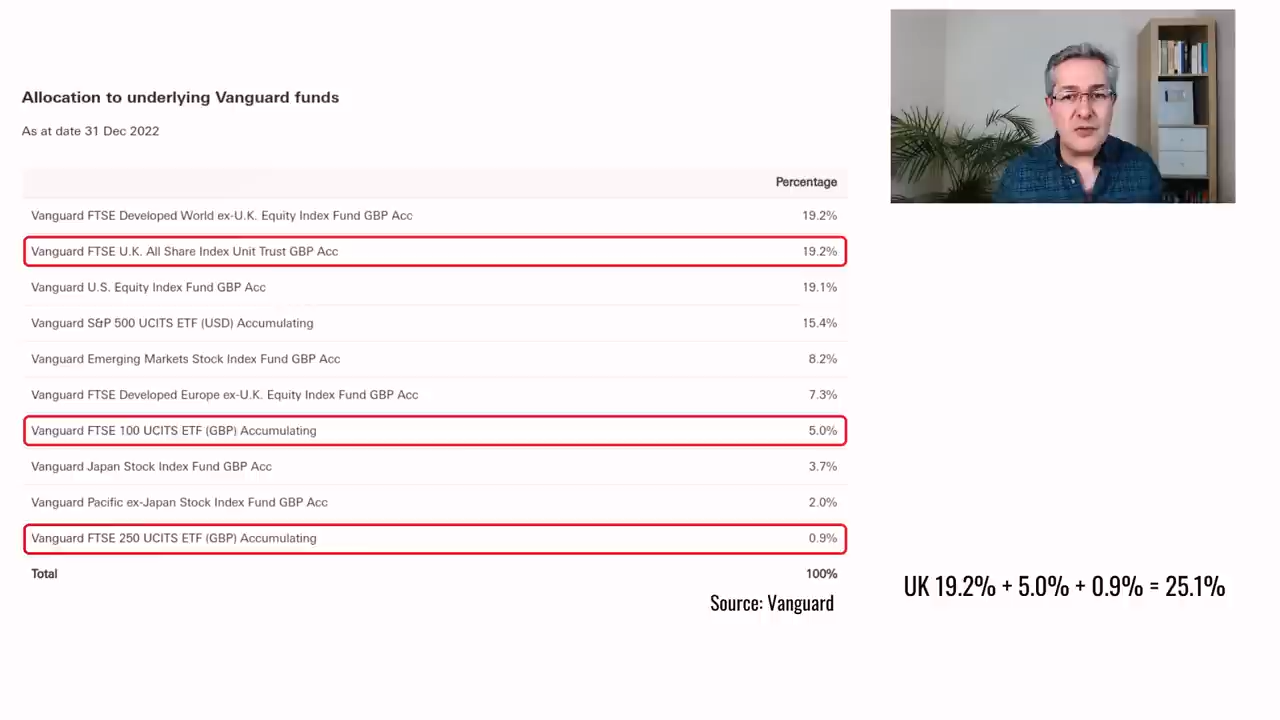 Allocation to underlying Vanguard funds
As at date 31 Dec 2022
Percentage
Vanguard FTSE Developed World ex-U.K. Equity Index Fund GBP Acc 19.2%
Vanguard FTSE U.K. All Share Index Unit Trust GBP Acc 19.2%
Vanguard U.S. Equity Index Fund GBP Acc 19.1%
Vanguard S&P 500 UCITS ETF (USD) Accumulating 15.4%
Vanguard Emerging Markets Stock Index Fund GBP Acc 8.2%
Vanguard FTSE Developed Europe ex-U.K. Equity Index Fund GBP Acc 7.3%
Vanguard FTSE 100 UCITS ETF (GBP) Accumulating 5.0%
Vanguard Japan Stock Index Fund GBP Acc 3.7%
Vanguard Pacific ex-Japan Stock Index Fund GBP Acc 2.0%
Vanguard FTSE 250 UCITS ETF (GBP) Accumulating 0.9%
Total 100%
Source: Vanguard
UK 19.2% + 5.0% + 0.9% = 25.1%